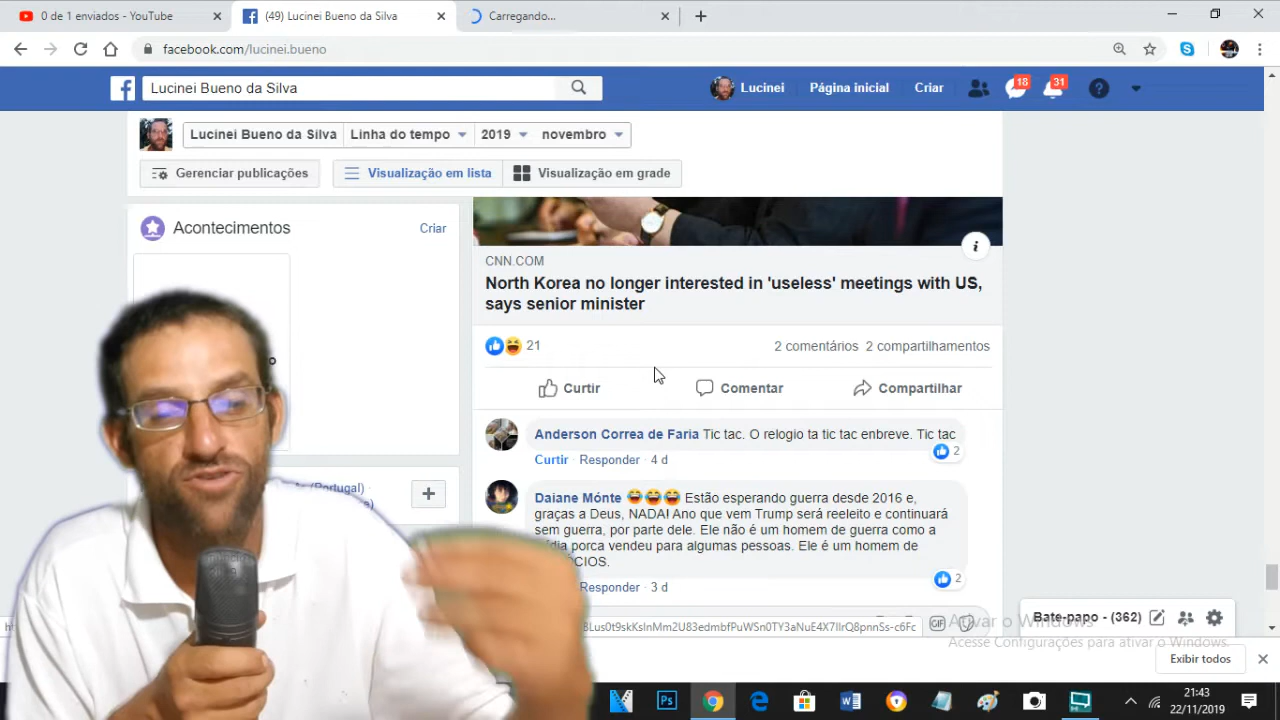 0 de 1 enviados - YouTube
(49) Lucinei Bueno da Silva
Carregando...
facebook.com/lucinei.bueno
Lucinei Bueno da Silva
Lucinei
Página inicial
Criar
18
31
Lucinei Bueno da Silva
Linha do tempo
2019
novembro
Gerenciar publicações
Visualização em lista
Visualização em grade
Acontecimentos
Criar
CNN.COM
North Korea no longer interested in 'useless' meetings with US,
says senior minister
21
2 comentários 2 compartilhamentos
Curtir
Comentar
Compartilhar
Anderson Correa de Faria Tic tac. O relogio ta tic tac enbreve. Tic tac
2
Curtir · Responder · 4 d
Daiane Mónte 😂😂😂 Estão esperando guerra desde 2016 e,
graças a Deus, NADA! Ano que vem Trump será reeleito e continuará
sem guerra, por parte dele. Ele não é um homem de guerra como a
porca vendeu para algumas pessoas. Ele é um homem de
2
Responder · 3 d
(Portugal)
GIF
Bate-papo - (362)
Ativar o Windows
Acesse Configurações para ativar o Windows.
Exibir todos
21:43
22/11/2019